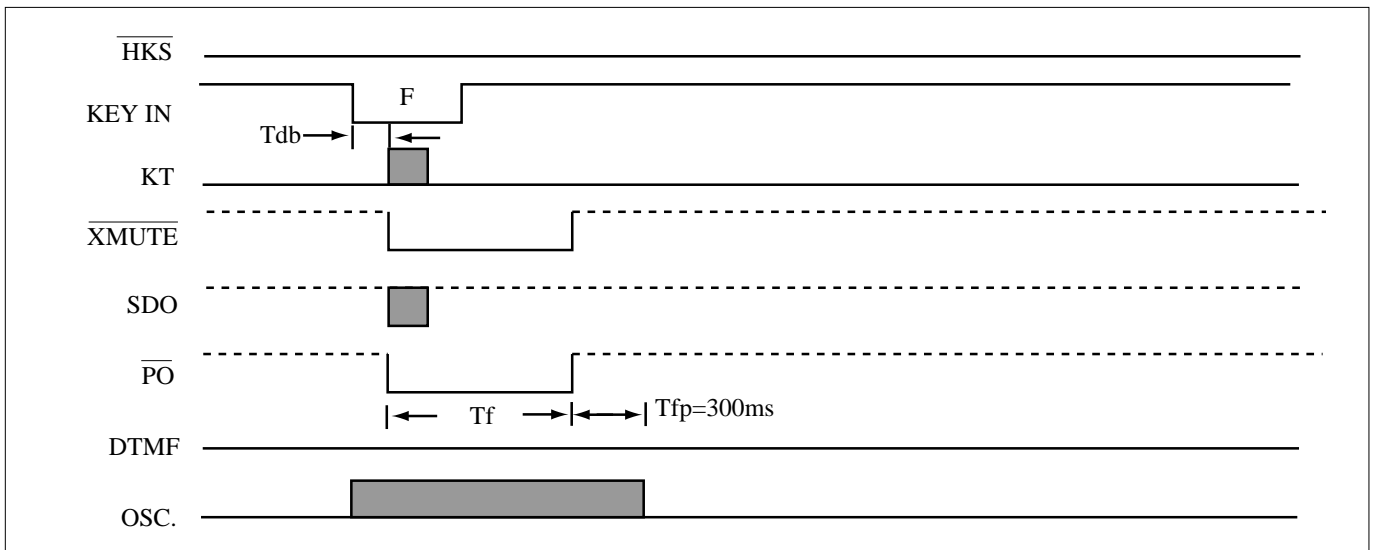 HKS
KEY IN
F
Tdb
KT
XMUTE
SDO
PO
Tf
Tfp=300ms
DTMF
OSC.